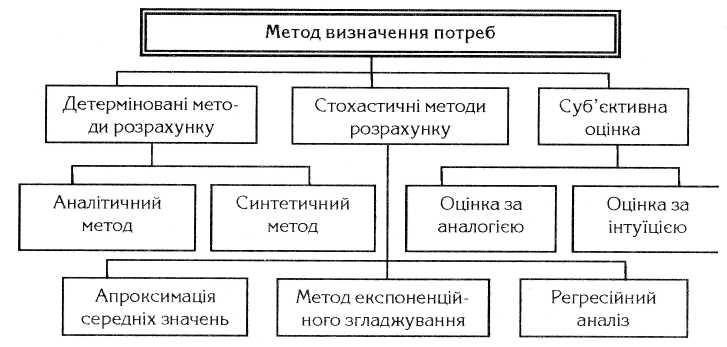 Метод визначення потреб
Детерміновані мето-
ди розрахунку
Стохастичні методи
розрахунку
Суб’єктивна
оцінка
Аналітичний
метод
Синтетичний
метод
Оцінка за
аналогією
Оцінка за
інтуїцією
Апроксимація
середніх значень
Метод експоненцій-
ного згладжування
Регресійний
аналіз